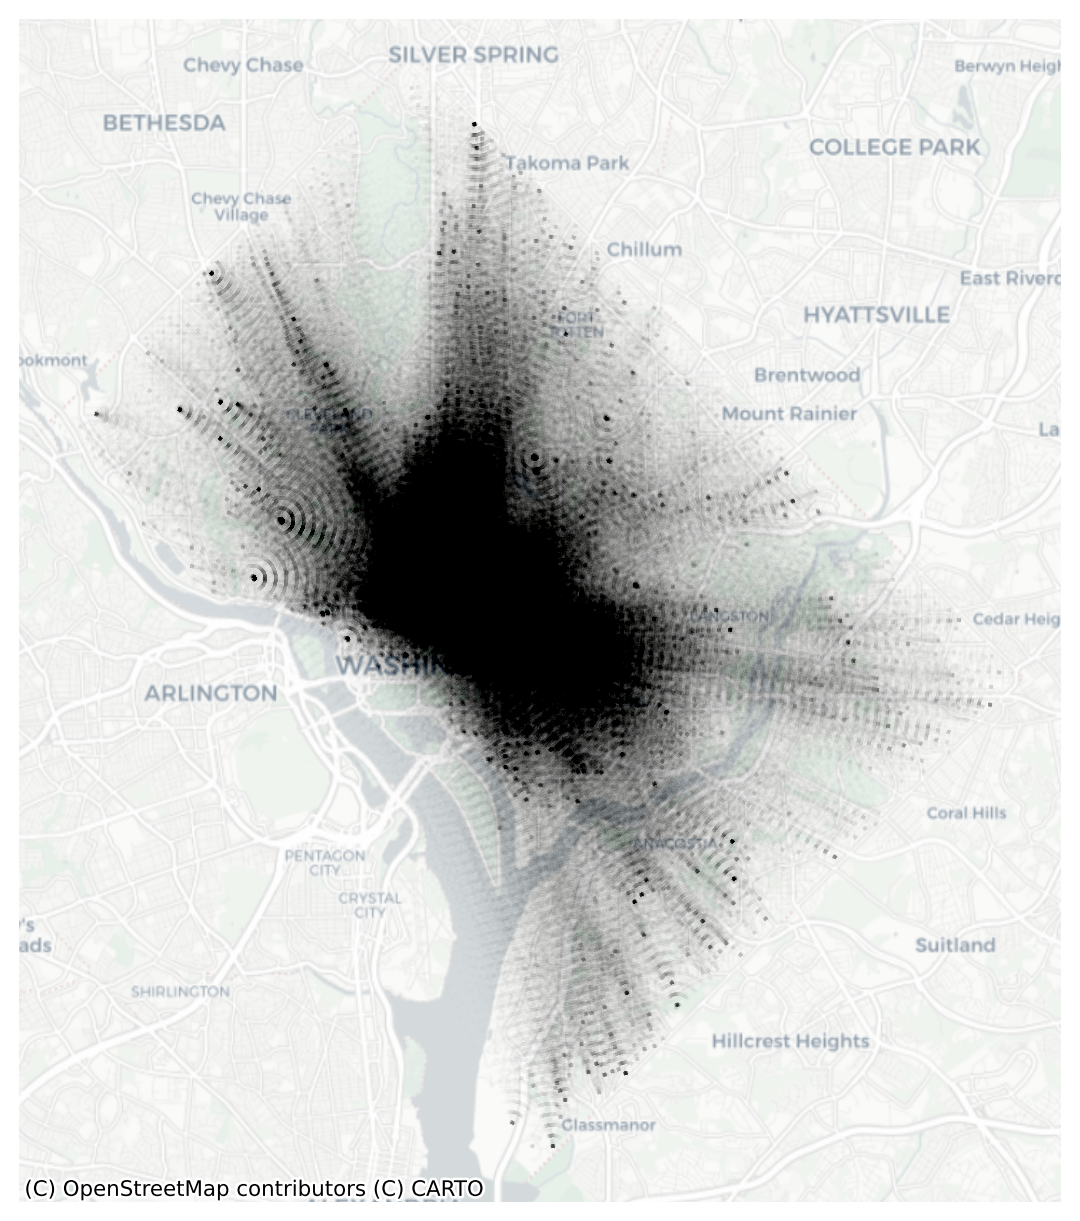 SILVER SPRING
Chevy Chase
Berwyn Heigh
BETHESDA
COLLEGE PARK
Takoma Park
Chevy Chase
Village
Chillum
East Riverd
HYATTSVILLE
FORT
TOTTEN
ookmont
Brentwood
Mount Rainier
CLEVELAND
La
LANGSTON
Cedar Heig
WASHIN
ARLINGTON
Coral Hills
ANACOSTIA
PENTAGON
CITY
CRYSTAL
CITY
's
ads
Suitland
SHIRLINGTON
Hillcrest Heights
Glassmanor
(C) OpenStreetMap contributors (C) CARTO